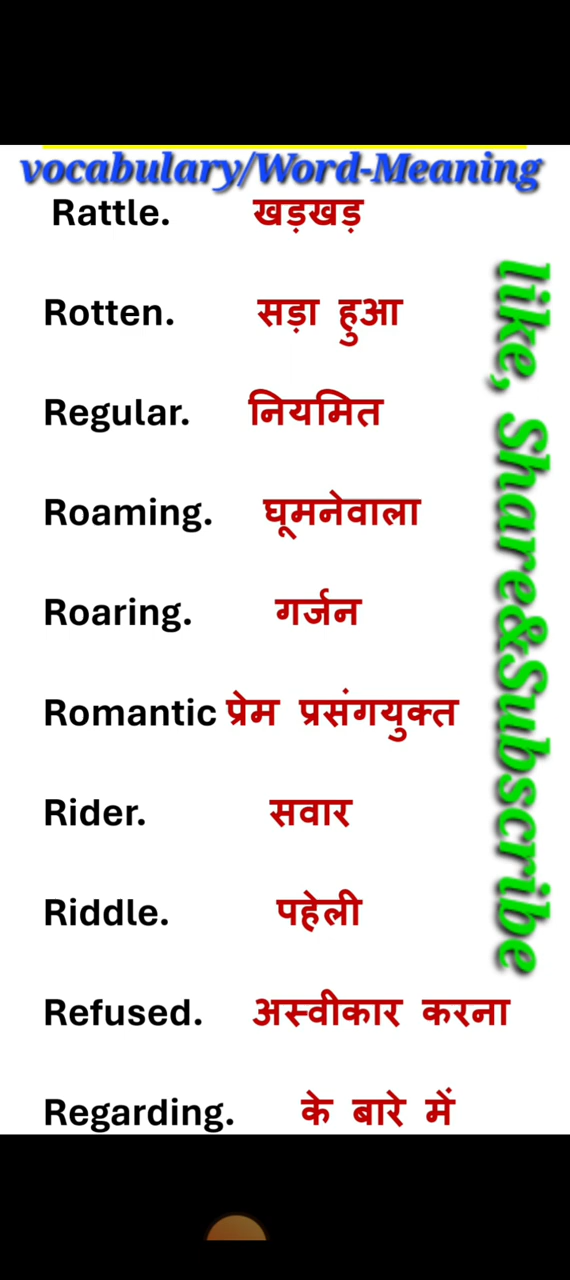 vocabulary/Word-Meaning
Rattle. खड़खड़
Rotten. सड़ा हुआ
Regular. नियमित
Roaming. घूमनेवाला
Roaring. गर्जन
Romantic प्रेम प्रसंगयुक्त
Rider. सवार
Riddle. पहेली
Refused. अस्वीकार करना
Regarding. के बारे में
like, Share&Subscribe